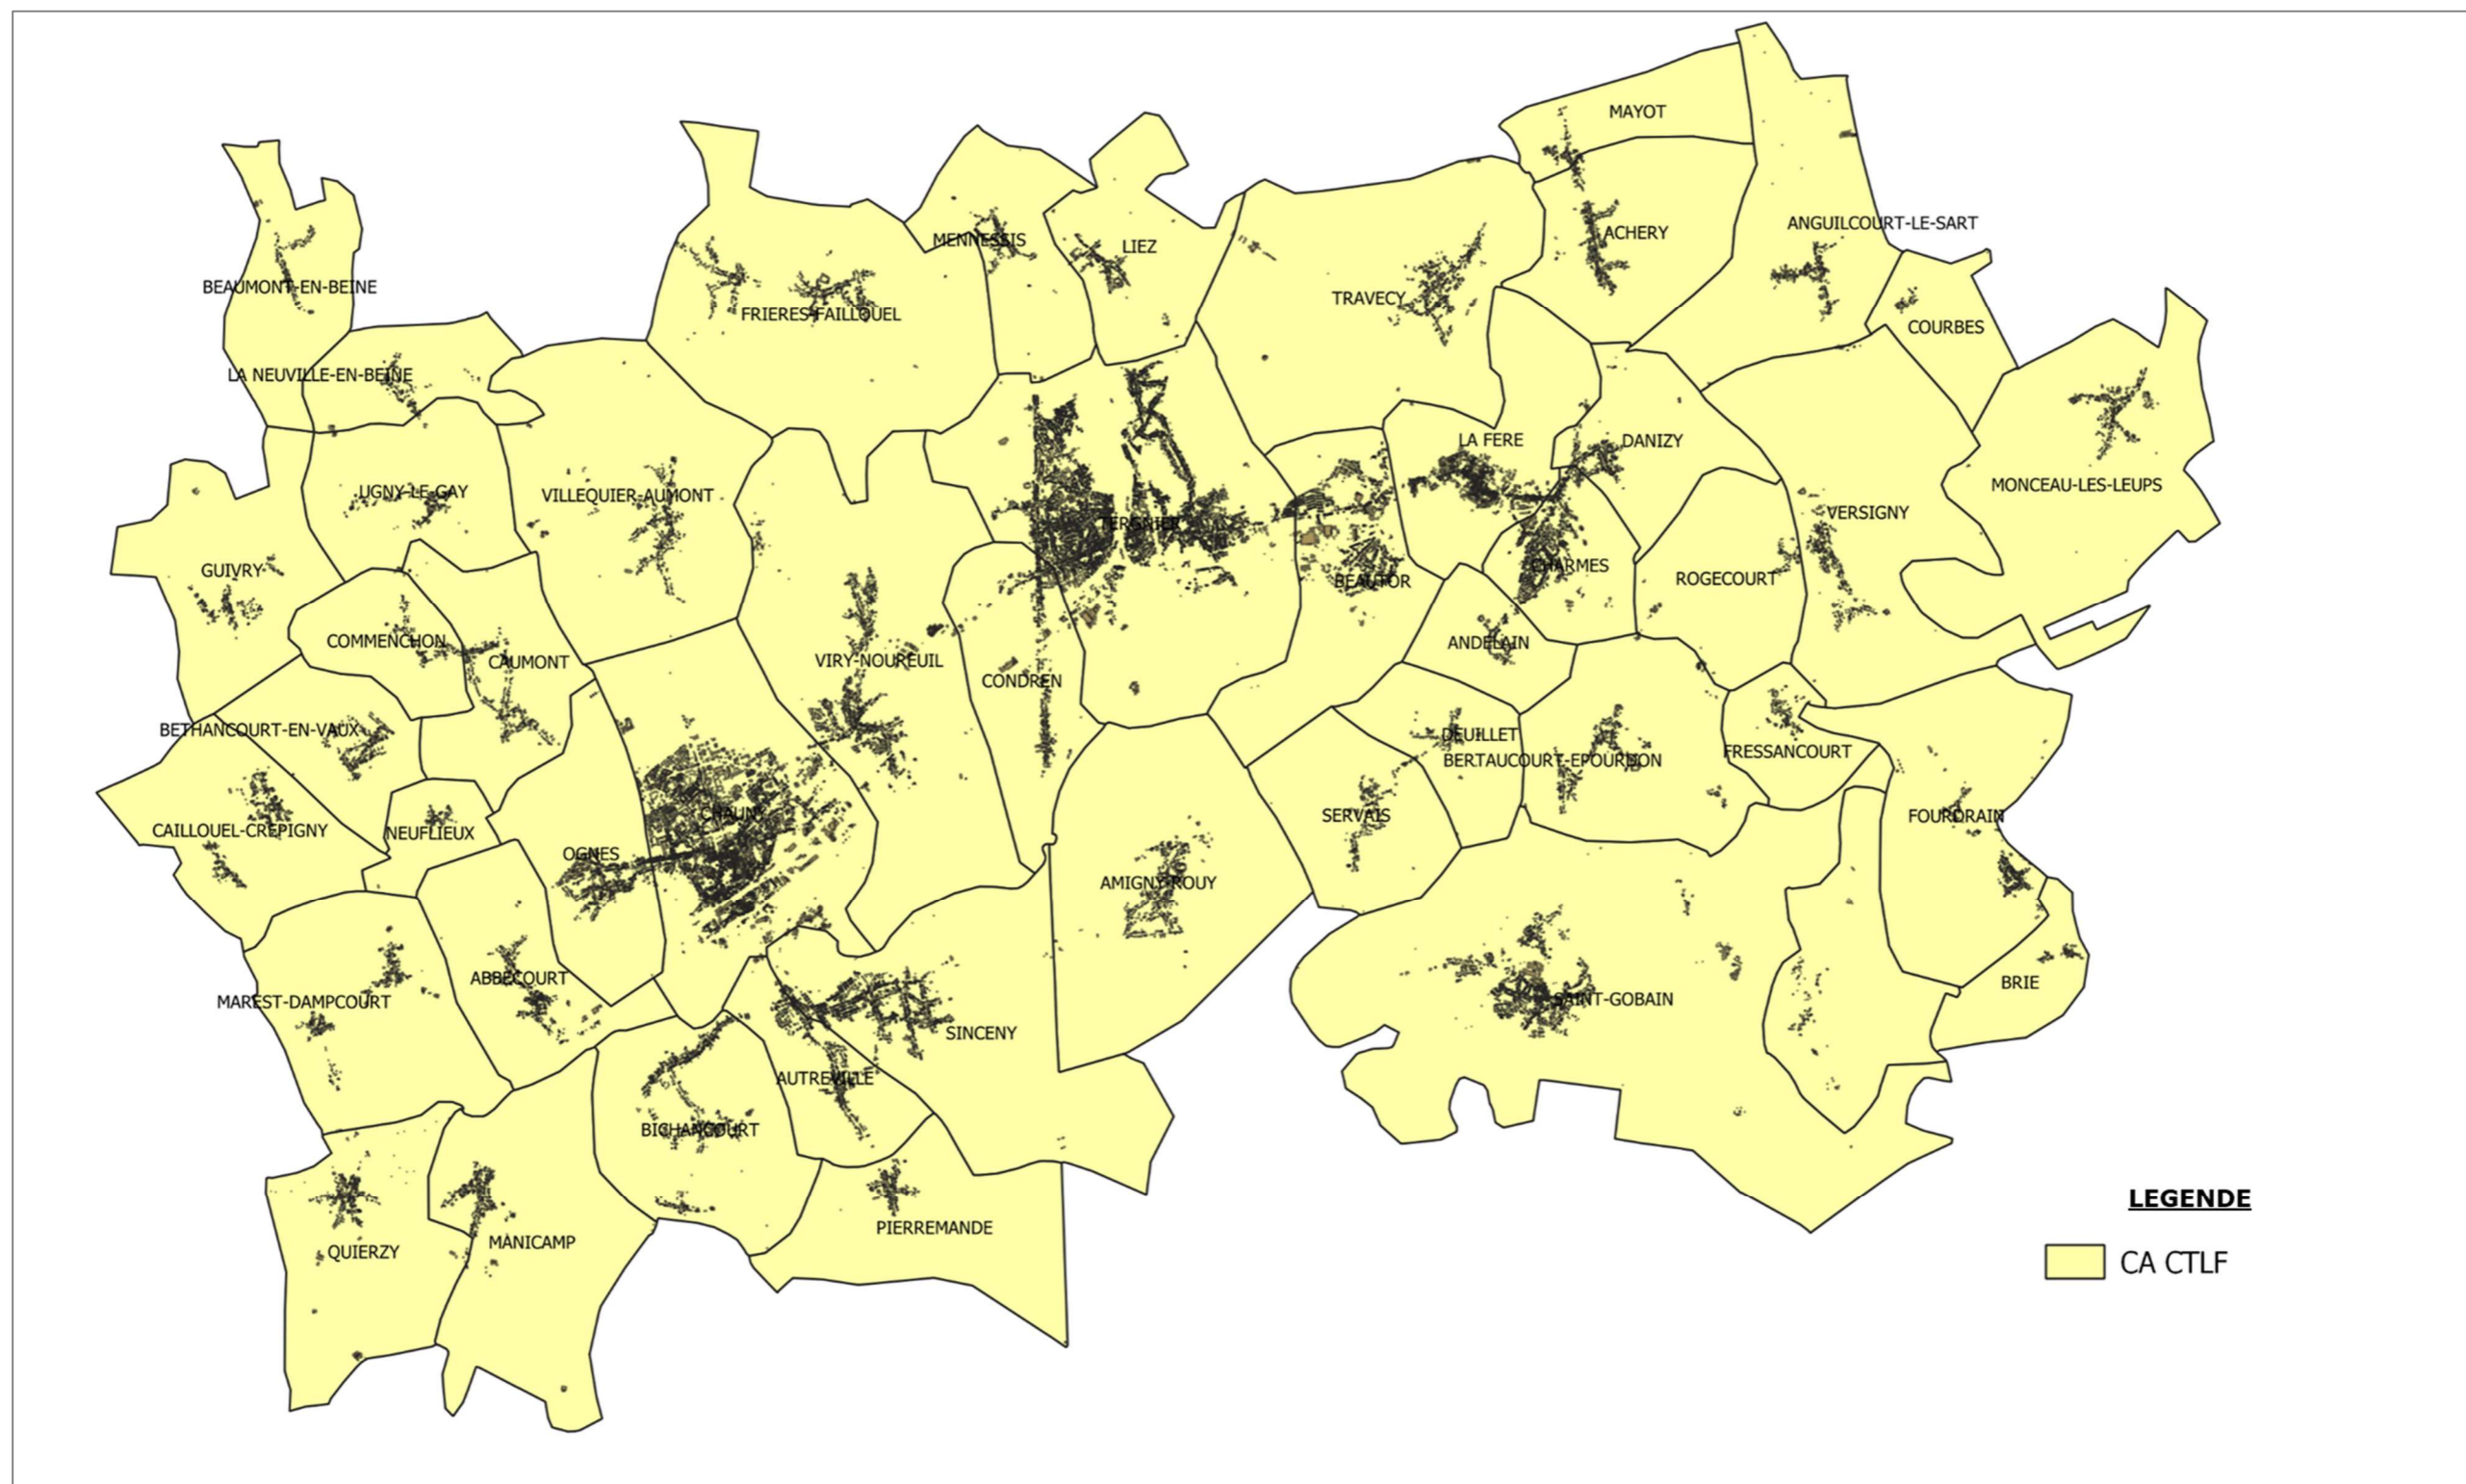 MAYOT
ANGUILCOURT-LE-SART
ACHERY
MENNESSIS
LIEZ
BEAUMONT-EN-BEINE
TRAVECY
FRIERES-FAILLOUEL
COURBES
LA NEUVILLE-EN-BEINE
LA FERE
DANIZY
MONCEAU-LES-LEUPS
UGNY-LE-GAY
VILLEQUIER-AUMONT
VERSIGNY
TERGNIER
CHARMES
GUIVRY
ROGECOURT
BEAUTOR
COMMENCHON
ANDELAIN
CAUMONT
VIRY-NOUREUIL
CONDREN
BETHANCOURT-EN-VAUX
DEUILLET
FRESSANCOURT
BERTAUCOURT-EPOURDON
CHAUNY
SERVAIS
FOURDRAIN
CAILLOUEL-CREPIGNY
NEUFLIEUX
OGNES
AMIGNY-ROUY
ABBECOURT
BRIE
MAREST-DAMPCOURT
SAINT-GOBAIN
SINCENY
AUTREVILLE
BICHANCOURT
PIERREMANDE
MANICAMP
QUIERZY
LEGENDE
CA CTLF